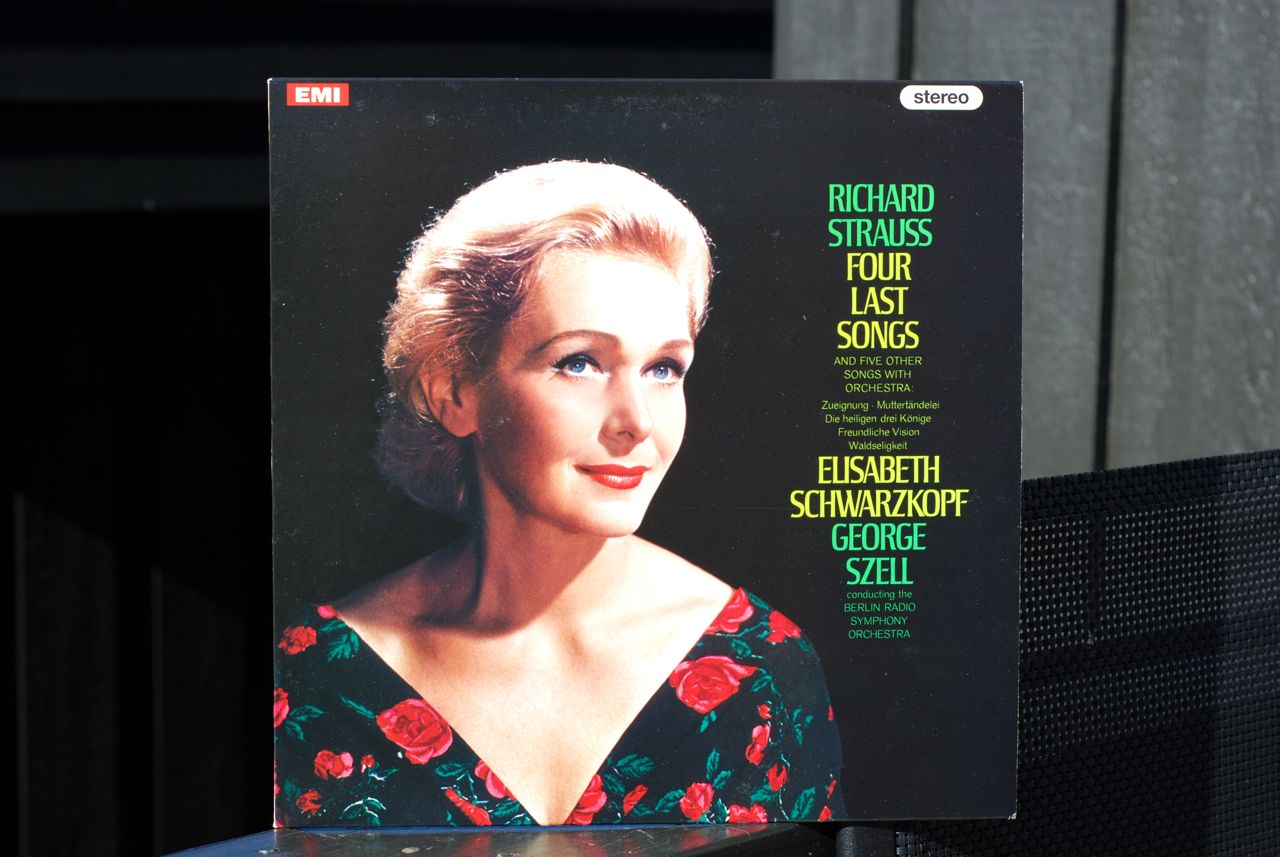 EMI
stereo
RICHARD
STRAUSS
FOUR
LAST
SONGS
AND FIVE OTHER
SONGS WITH
ORCHESTRA:
Zueignung · Muttertändelei
Die heiligen drei Könige
Freundliche Vision
Waldseligkeit
ELISABETH
SCHWARZKOPF
GEORGE
SZELL
conducting the
BERLIN RADIO
SYMPHONY
ORCHESTRA